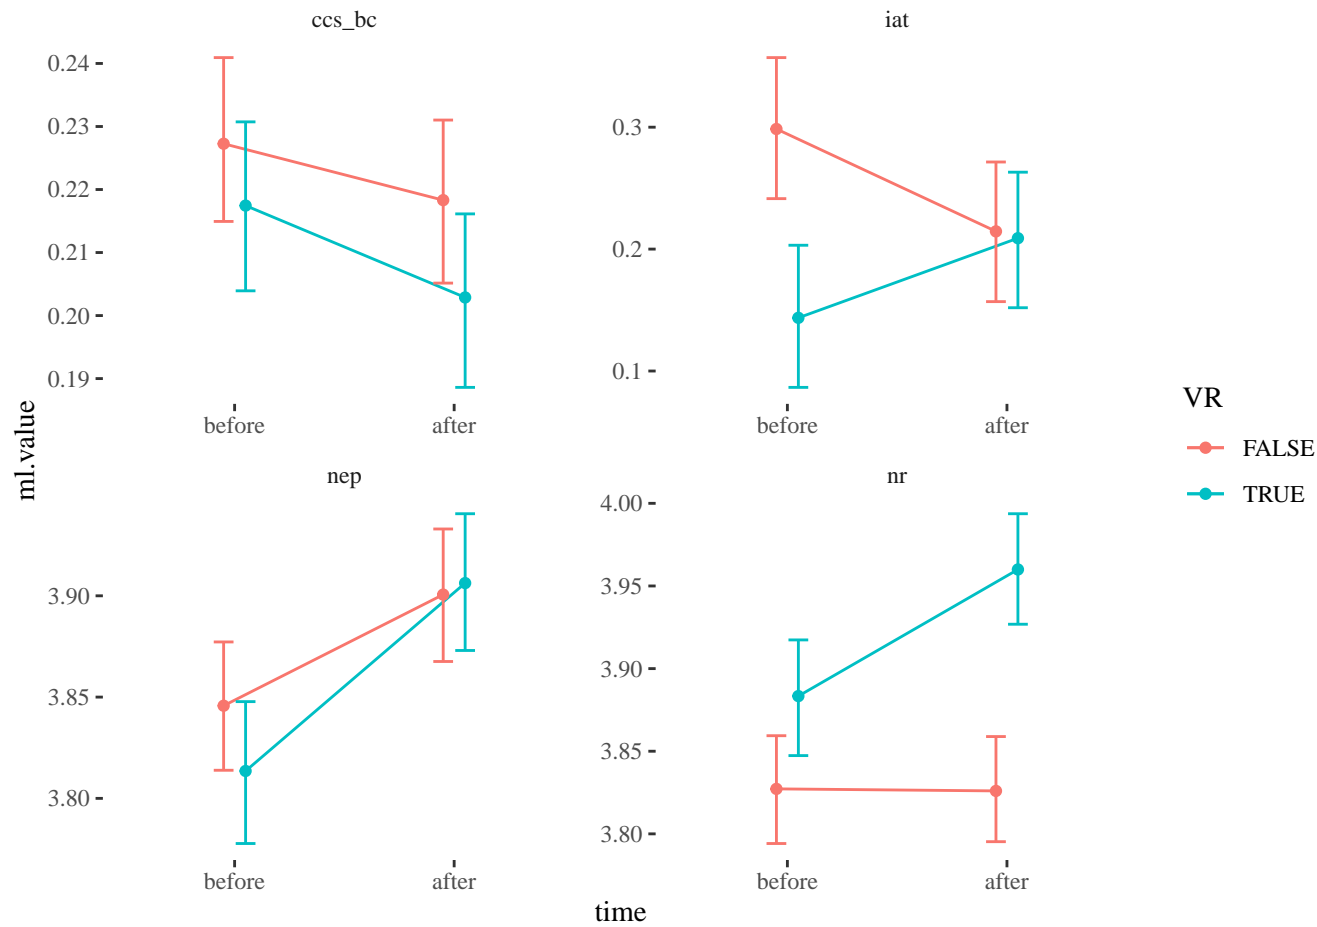 ccs_bc
iat
0.24
0.23
0.22
0.21
0.20
0.19
0.3
0.2
0.1
before
after
before
after
ml.value
nep
nr
3.90
3.85
3.80
4.00
3.95
3.90
3.85
3.80
before
after
before
after
time
VR
FALSE
TRUE